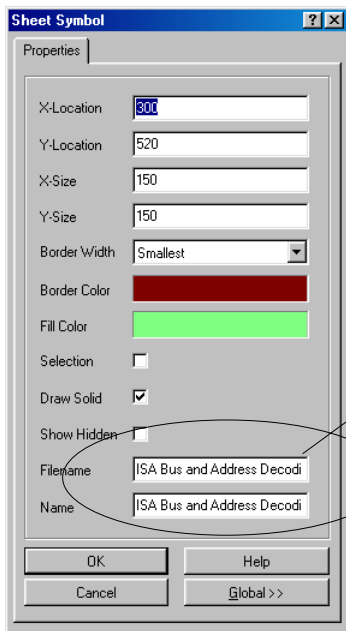 Sheet Symbol
Properties
X-Location 300
Y-Location 520
X-Size 150
Y-Size 150
Border Width Smallest
Border Color
Fill Color
Selection
Draw Solid
Show Hidden
Filename ISA Bus and Address Decodi
Name ISA Bus and Address Decodi
OK Help
Cancel Global >>